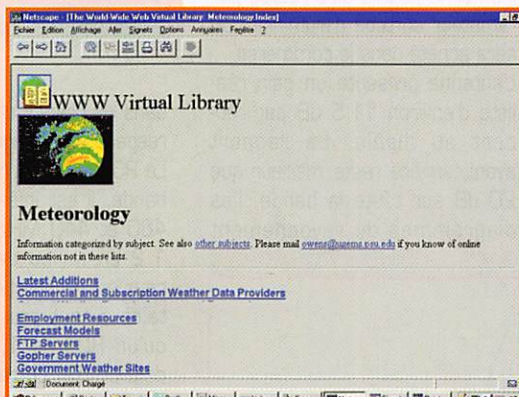 Netscape - [The World-Wide Web Virtual Library: Meteorology Index]
Fichier Edition Affichage Aller Signets Options Annuaires Fenêtre ?
WWW Virtual Library
Meteorology
Information categorized by subject. See also other subjects. Please mail owens@usems.psu.edu if you know of online
information not in these lists.
Latest Additions
Commercial and Subscription Weather Data Providers
Employment Resources
Forecast Models
FTP Servers
Gopher Servers
Government Weather Sites
Document: Chargé